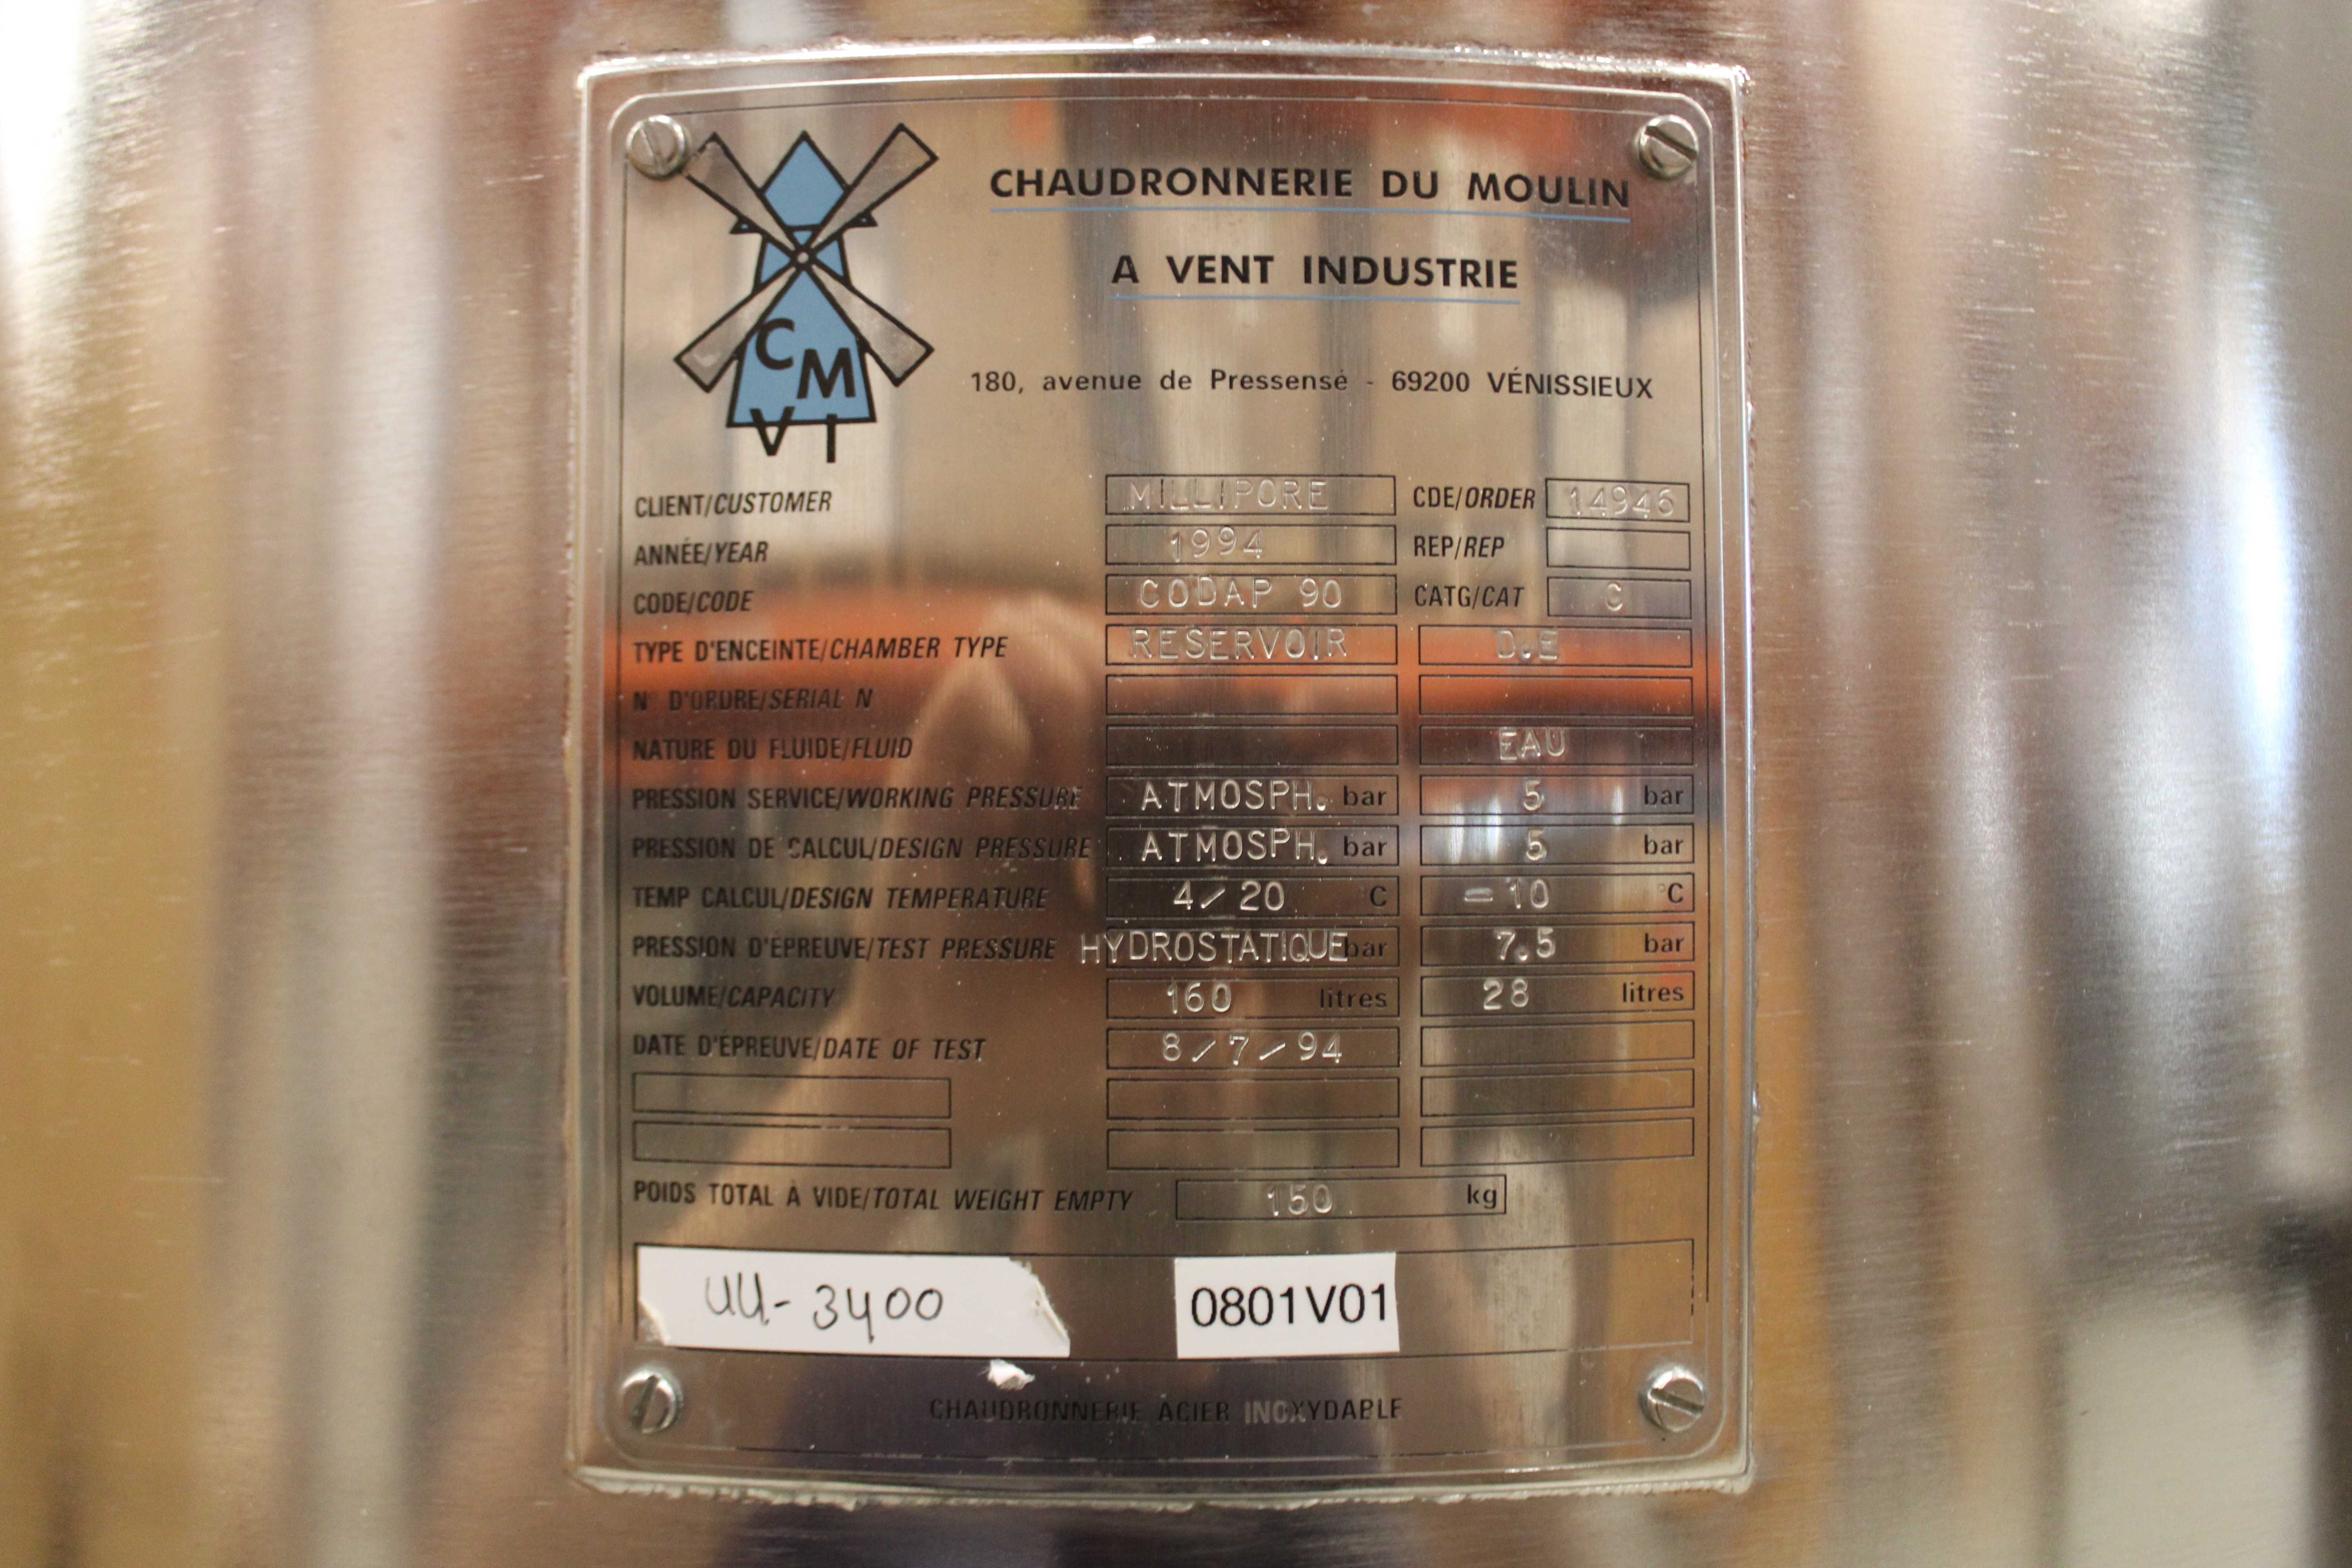 CHAUDRONNERIE DU MOULIN
A VENT INDUSTRIE
C M
V I
180, avenue de Pressensé - 69200 VÉNISSIEUX
CLIENT/CUSTOMER MILLIPORE CDE/ORDER 14946
ANNÉE/YEAR 1994 REP/REP
CODE/CODE CODAP 90 CATG/CAT C
TYPE D'ENCEINTE/CHAMBER TYPE RESERVOIR D.E
N° D'ORDRE/SERIAL N
NATURE DU FLUIDE/FLUID EAU
PRESSION SERVICE/WORKING PRESSURE ATMOSPH. bar 5 bar
PRESSION DE CALCUL/DESIGN PRESSURE ATMOSPH. bar 5 bar
TEMP CALCUL/DESIGN TEMPERATURE 4/20 C =10 °C
PRESSION D'ÉPREUVE/TEST PRESSURE HYDROSTATIQUE bar 7.5 bar
VOLUME/CAPACITY 160 litres 28 litres
DATE D'ÉPREUVE/DATE OF TEST 8/7/94
POIDS TOTAL À VIDE/TOTAL WEIGHT EMPTY 150 kg
UU-3400 0801V01
CHAUDRONNERIE ACIER INOXYDABLE